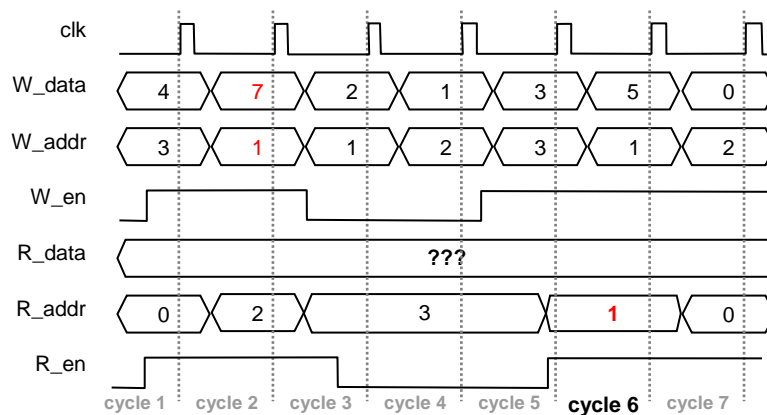 clk
W_data 4 7 2 1 3 5 0
W_addr 3 1 1 2 3 1 2
W_en
R_data ???
R_addr 0 2 3 1 0
R_en
cycle 1 cycle 2 cycle 3 cycle 4 cycle 5 cycle 6 cycle 7